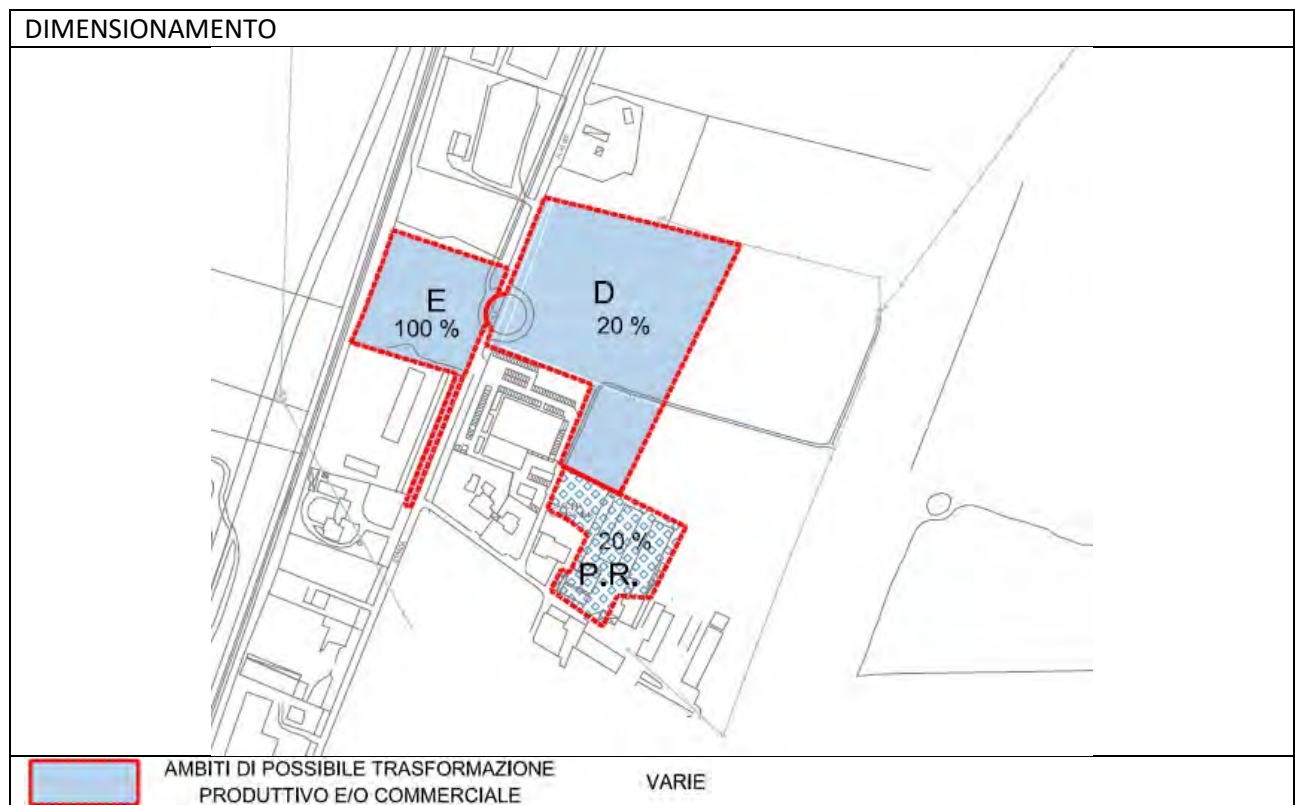 DIMENSIONAMENTO
D
20 %
E
100 %
20 %
P.R.
AMBITI DI POSSIBILE TRASFORMAZIONE
PRODUTTIVO E/O COMMERCIALE
VARIE